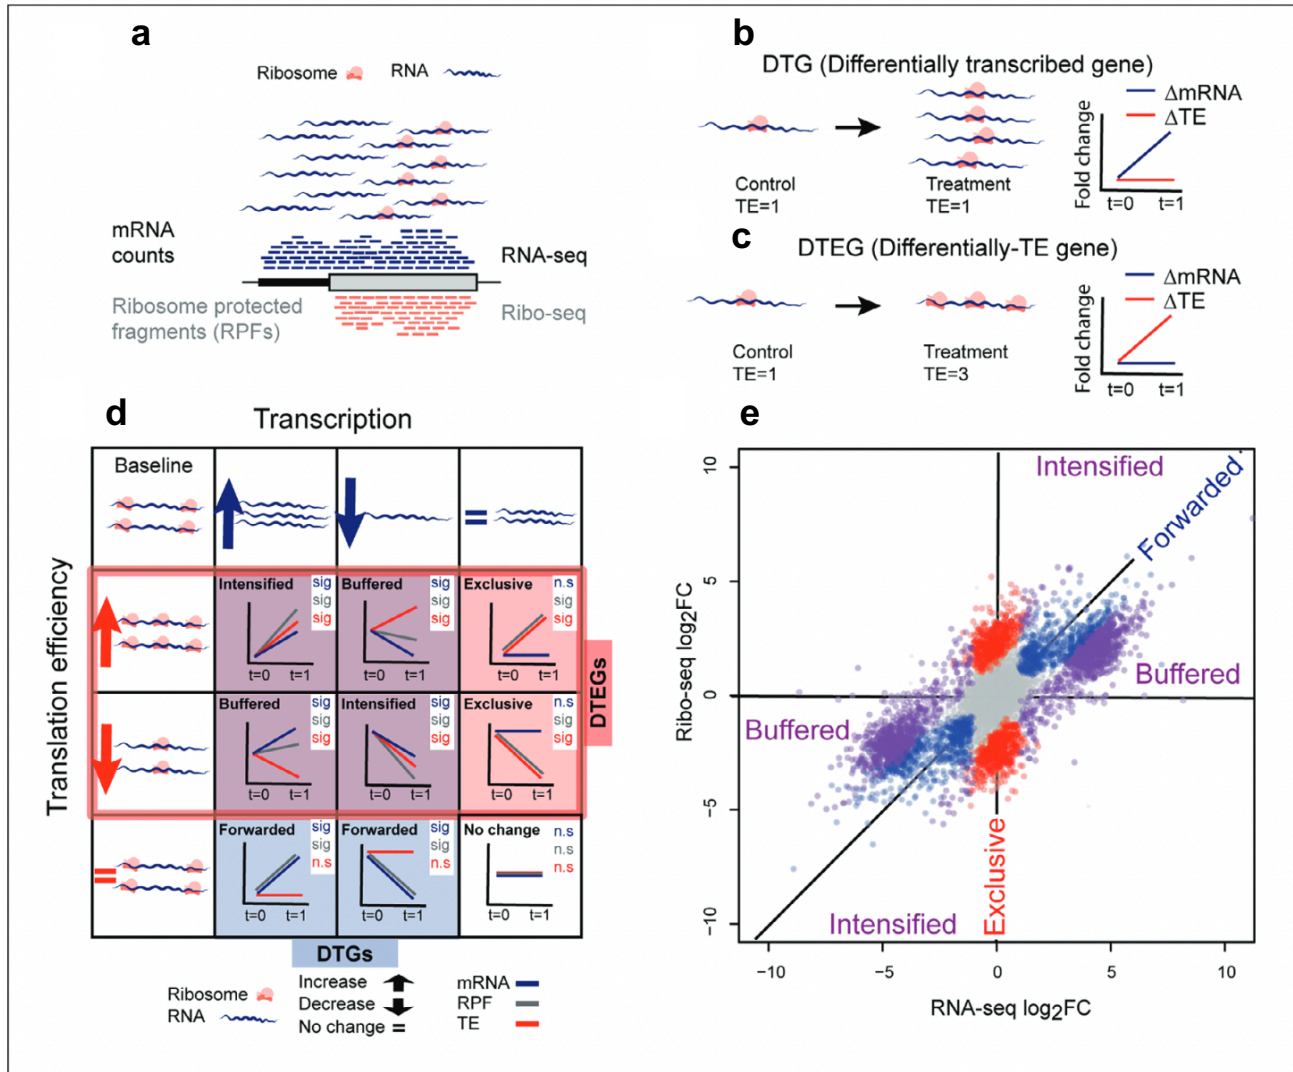 a
Ribosome
RNA
mRNA
counts
RNA-seq
Ribosome protected
fragments (RPFs)
Ribo-seq
b
DTG (Differentially transcribed gene)
ΔmRNA
ΔTE
Fold change
t=0
t=1
Control
TE=1
Treatment
TE=1
c
DTEG (Differentially-TE gene)
ΔmRNA
ΔTE
Fold change
t=0
t=1
Control
TE=1
Treatment
TE=3
d
Transcription
Translation efficiency
Baseline
=
Intensified
sig
sig
sig
t=0 t=1
Buffered
sig
sig
sig
t=0 t=1
Exclusive
n.s
sig
sig
t=0 t=1
DTEGs
Buffered
sig
sig
sig
t=0 t=1
Intensified
sig
sig
sig
t=0 t=1
Exclusive
n.s
sig
sig
t=0 t=1
=
Forwarded
sig
sig
n.s
t=0 t=1
Forwarded
sig
sig
n.s
t=0 t=1
No change
n.s
n.s
n.s
t=0 t=1
DTGs
Ribosome
RNA
Increase
Decrease
No change =
mRNA
RPF
TE
e
Intensified
Forwarded
Buffered
Buffered
Intensified
Exclusive
Ribo-seq log2FC
10
5
0
−5
−10
−10
−5
0
5
10
RNA-seq log2FC